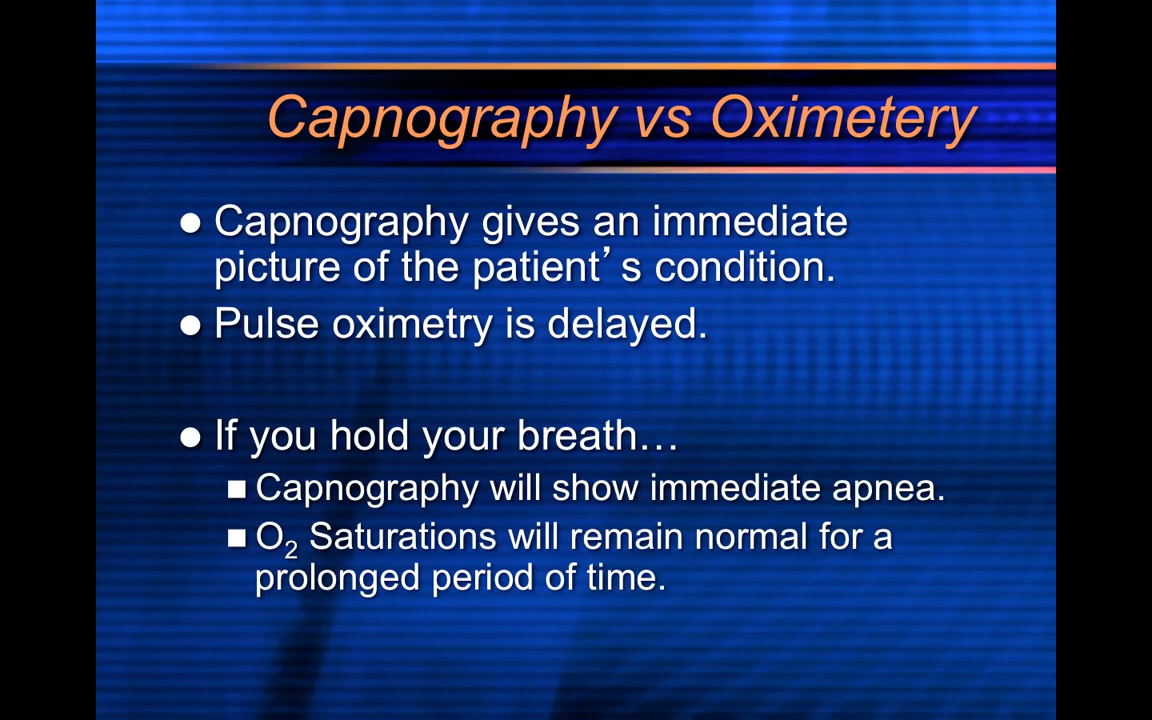 Capnography vs Oximetery
● Capnography gives an immediate
picture of the patient’s condition.
● Pulse oximetry is delayed.
● If you hold your breath…
■ Capnography will show immediate apnea.
■ O₂ Saturations will remain normal for a
prolonged period of time.